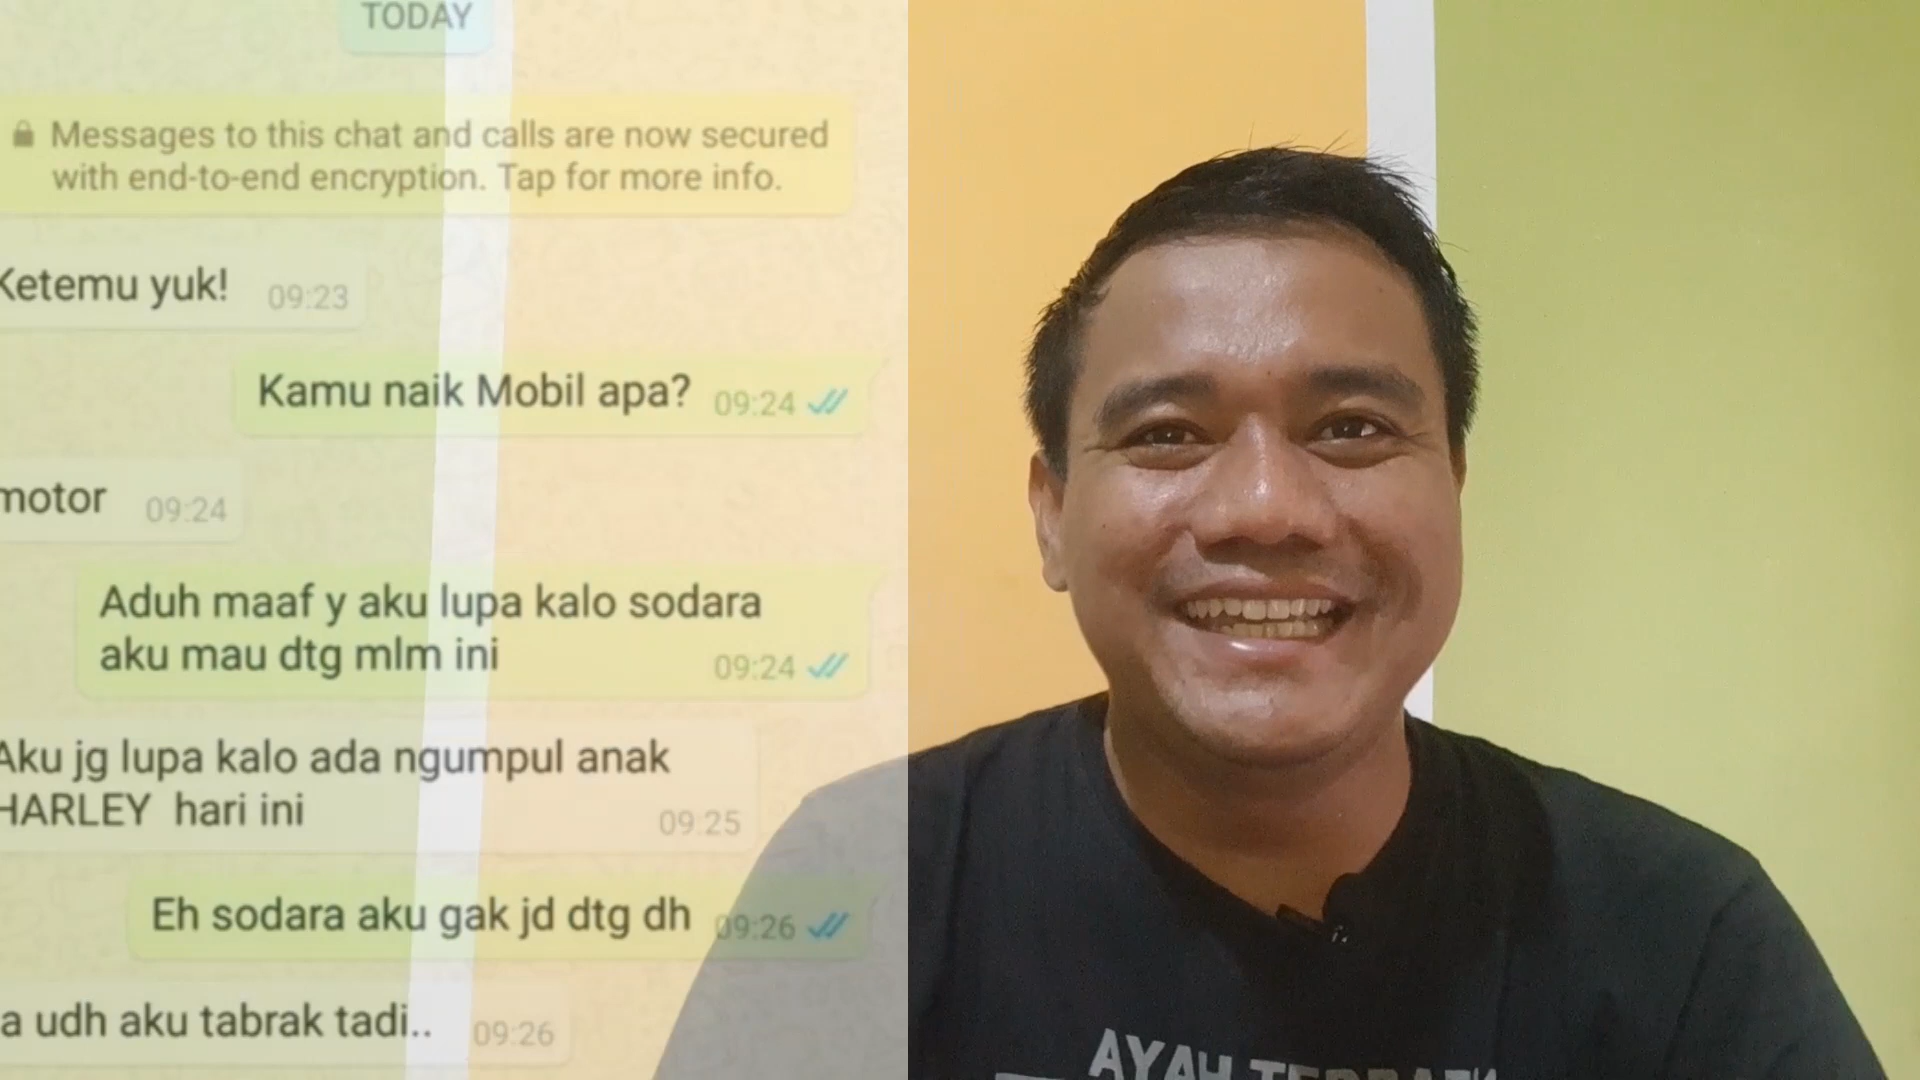 TODAY
Messages to this chat and calls are now secured
with end-to-end encryption. Tap for more info.
Ketemu yuk! 09:23
Kamu naik Mobil apa? 09:24
motor 09:24
Aduh maaf y aku lupa kalo sodara
aku mau dtg mlm ini 09:24
Aku jg lupa kalo ada ngumpul anak
HARLEY hari ini 09:25
Eh sodara aku gak jd dtg dh 09:26
a udh aku tabrak tadi.. 09:26
AYAH